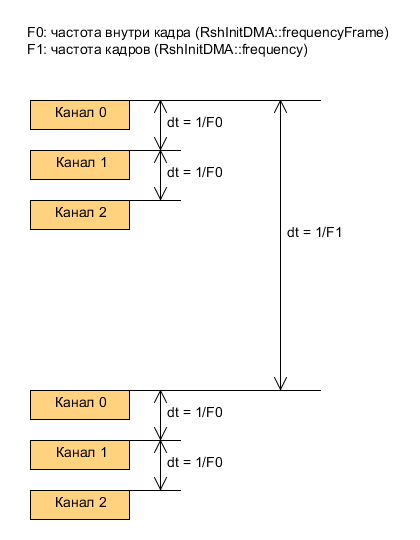 F0: частота внутри кадра (RshInitDMA::frequencyFrame)
F1: частота кадров (RshInitDMA::frequency)
Канал 0
dt = 1/F0
Канал 1
dt = 1/F0
Канал 2
dt = 1/F1
Канал 0
dt = 1/F0
Канал 1
dt = 1/F0
Канал 2